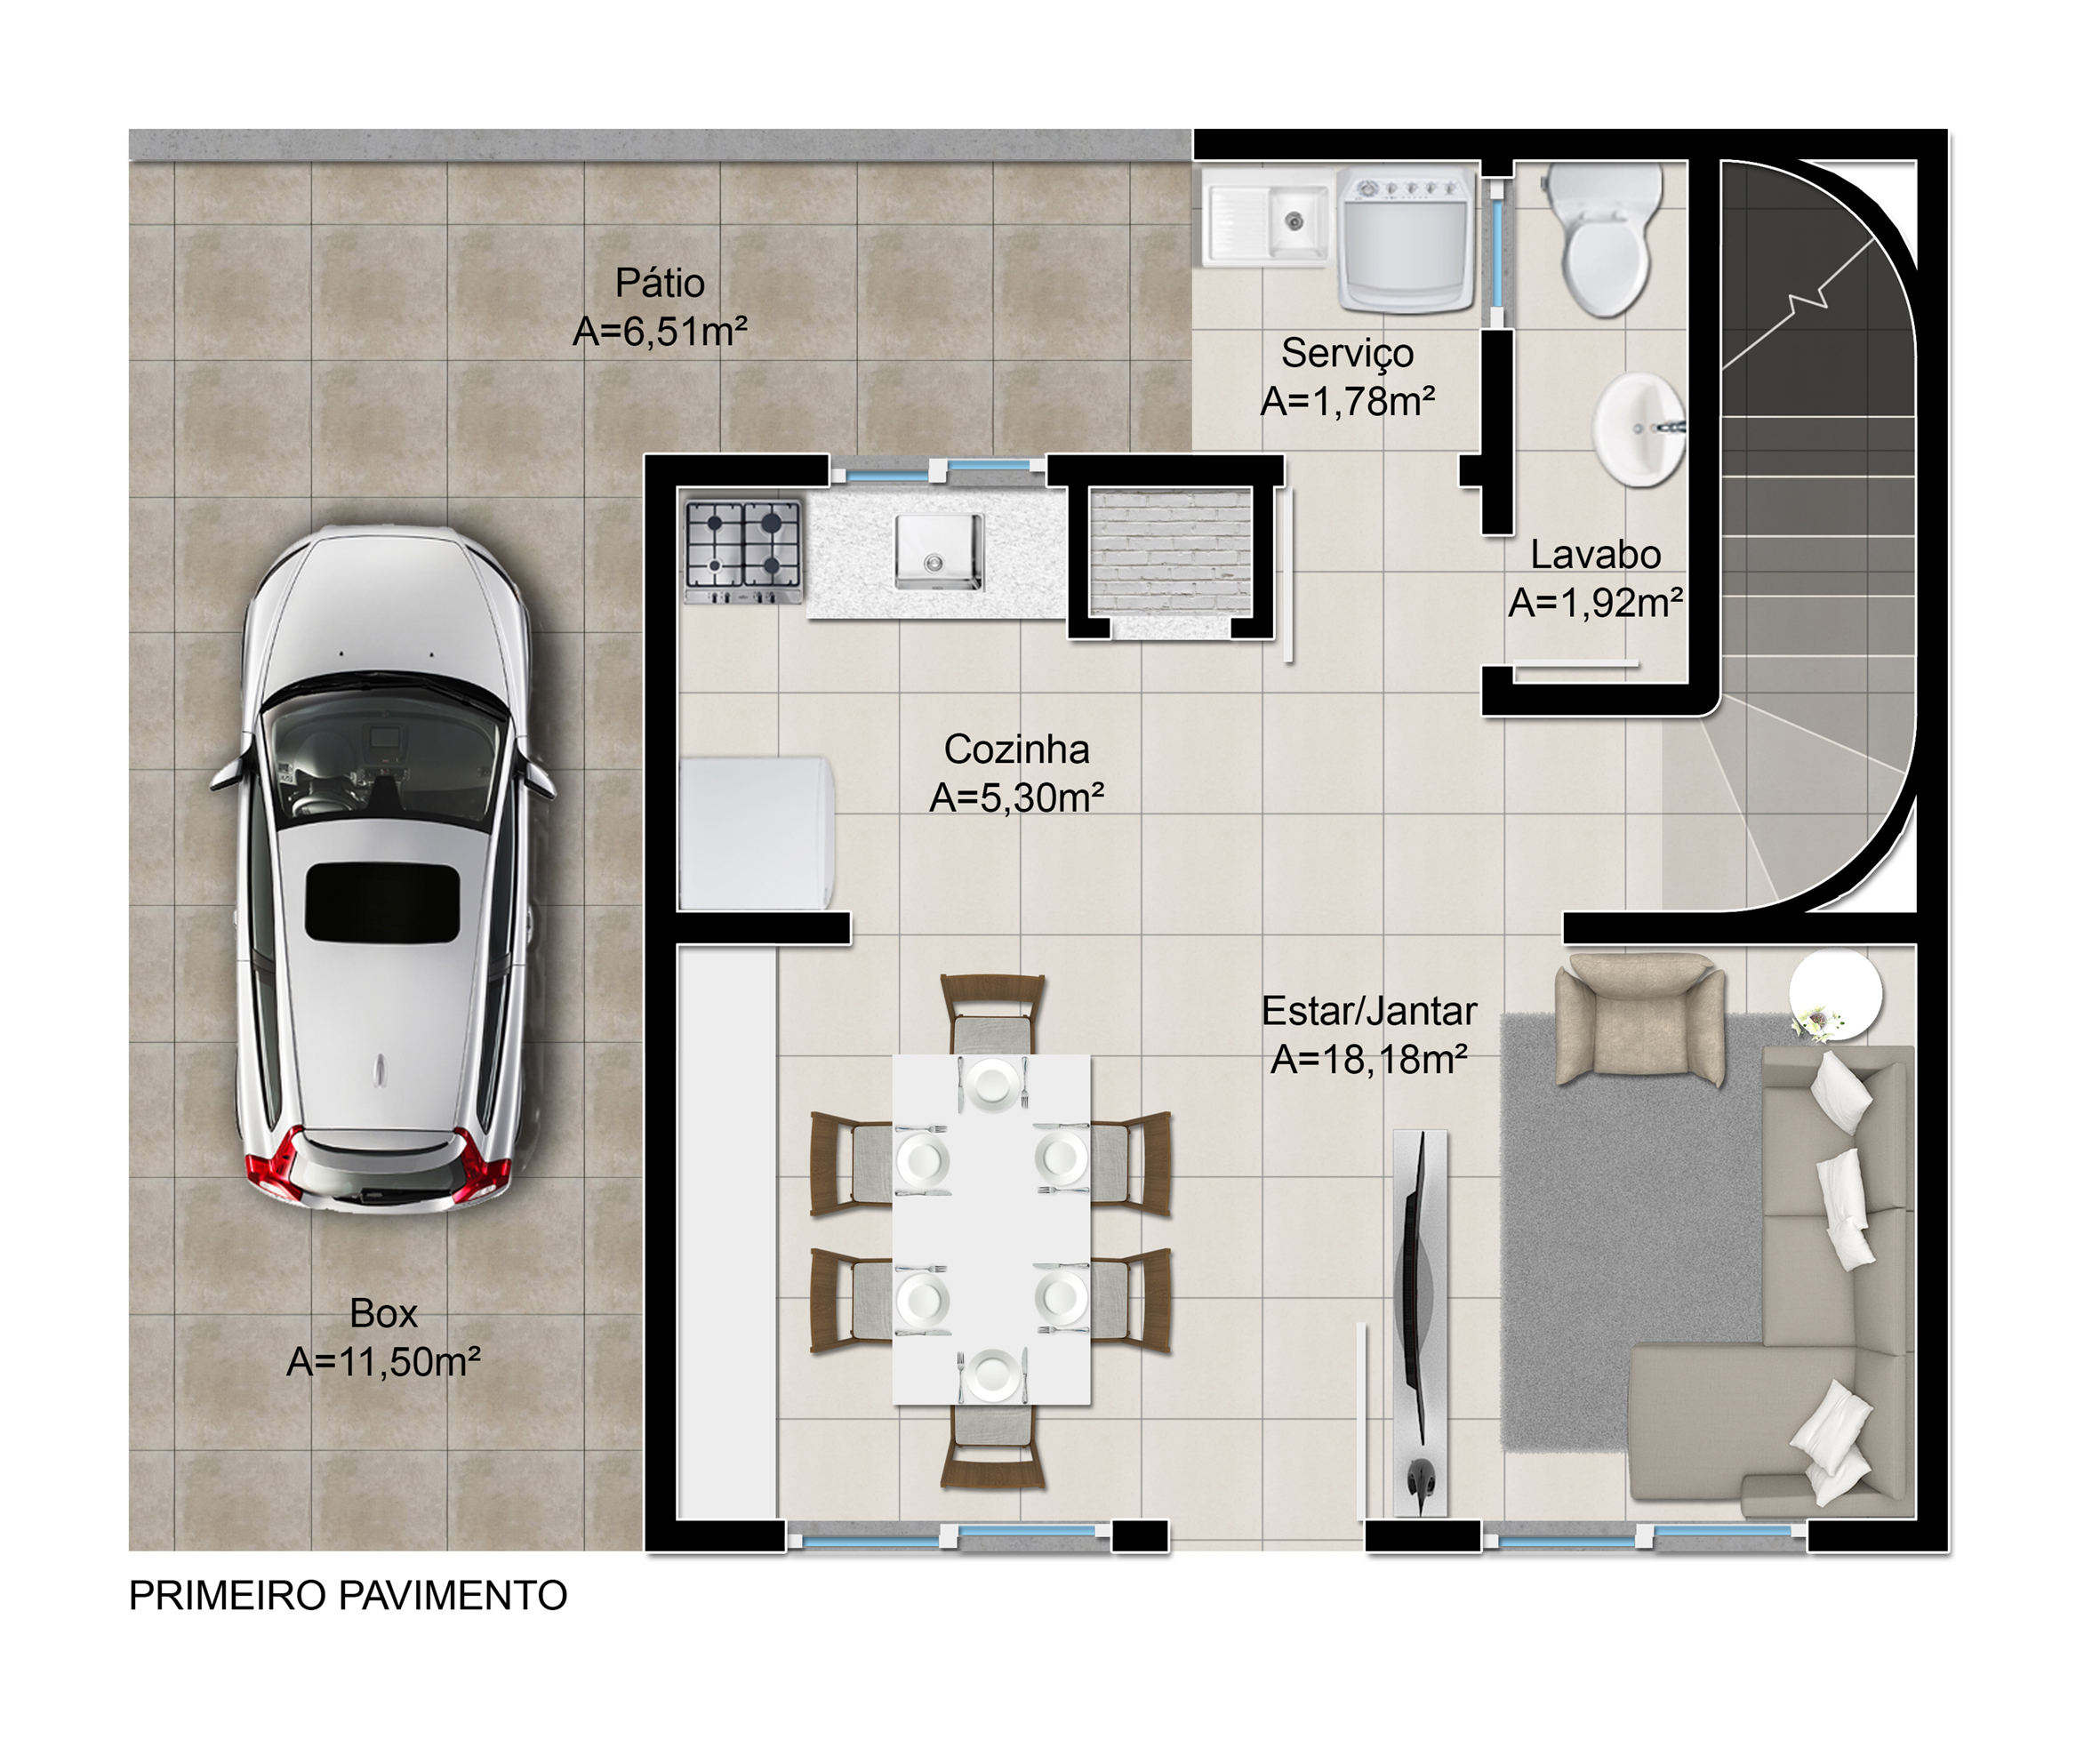 Pátio
A=6,51m²
Serviço
A=1,78m²
Lavabo
A=1,92m²
Cozinha
A=5,30m²
Estar/Jantar
A=18,18m²
Box
A=11,50m²
PRIMEIRO PAVIMENTO